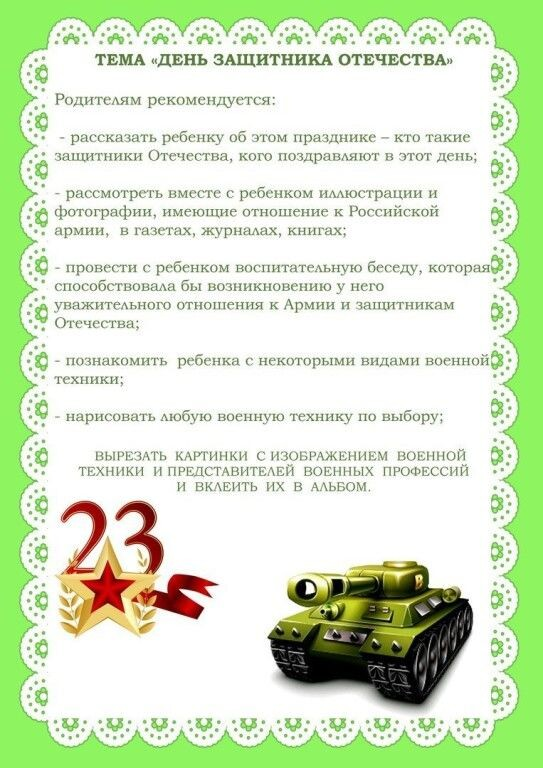 ТЕМА «ДЕНЬ ЗАЩИТНИКА ОТЕЧЕСТВА»
Родителям рекомендуется:
- рассказать ребенку об этом празднике – кто такие
защитники Отечества, кого поздравляют в этот день;
- рассмотреть вместе с ребенком иллюстрации и
фотографии, имеющие отношение к Российской
армии, в газетах, журналах, книгах;
- провести с ребенком воспитательную беседу, которая
способствовала бы возникновению у него
уважительного отношения к Армии и защитникам
Отечества;
- познакомить ребенка с некоторыми видами военной
техники;
- нарисовать любую военную технику по выбору;
ВЫРЕЗАТЬ КАРТИНКИ С ИЗОБРАЖЕНИЕМ ВОЕННОЙ
ТЕХНИКИ И ПРЕДСТАВИТЕЛЕЙ ВОЕННЫХ ПРОФЕССИЙ
И ВКЛЕИТЬ ИХ В АЛЬБОМ.
23